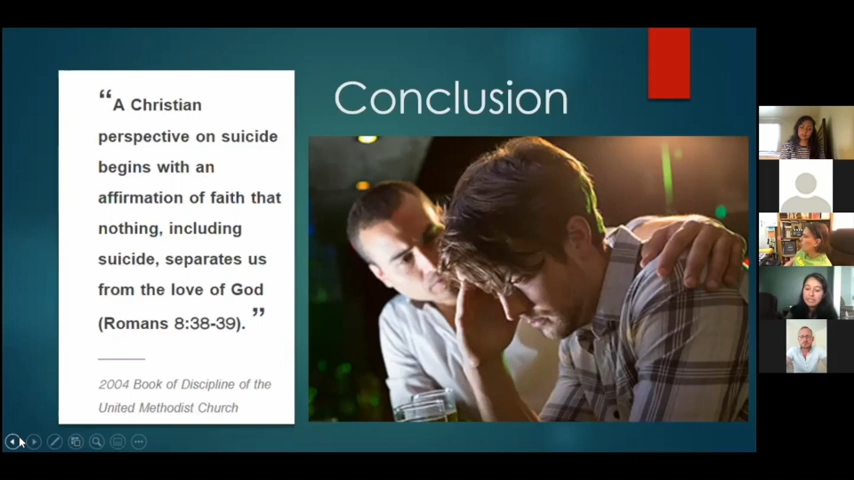 Conclusion
“A Christian
perspective on suicide
begins with an
affirmation of faith that
nothing, including
suicide, separates us
from the love of God
(Romans 8:38-39). ”
2004 Book of Discipline of the
United Methodist Church